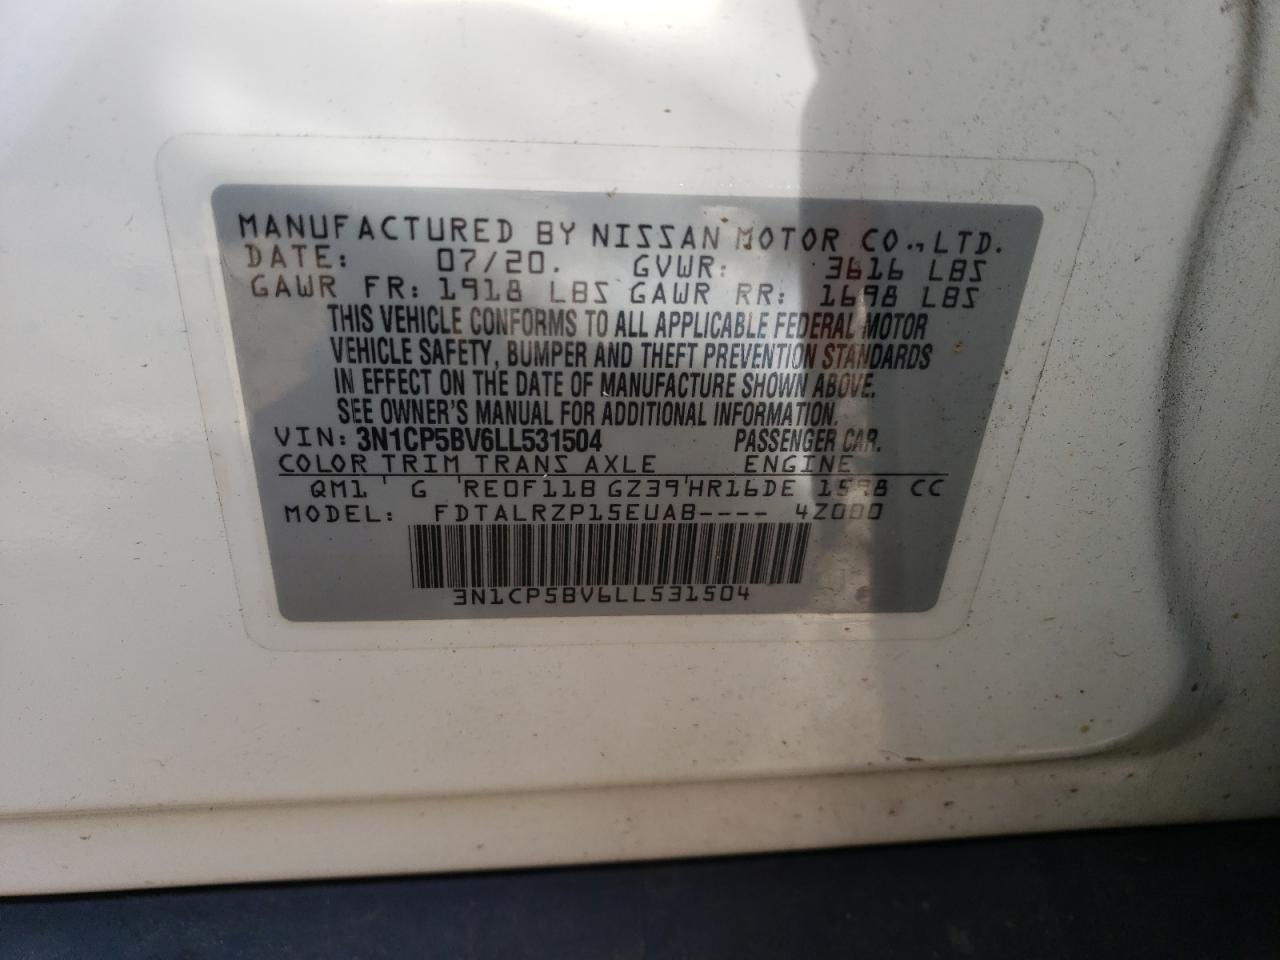 MANUFACTURED BY NISSAN MOTOR CO., LTD.
DATE: 07/20. GVWR: 3616 LBS
GAWR FR: 1918 LBS GAWR RR: 1698 LBS
THIS VEHICLE CONFORMS TO ALL APPLICABLE FEDERAL MOTOR
VEHICLE SAFETY, BUMPER AND THEFT PREVENTION STANDARDS
IN EFFECT ON THE DATE OF MANUFACTURE SHOWN ABOVE.
SEE OWNER'S MANUAL FOR ADDITIONAL INFORMATION.
VIN: 3N1CP5BV6LL531504 PASSENGER CAR.
COLOR TRIM TRANS AXLE ENGINE
QM1 ' G 'RE0F11B GZ39'HR16DE 1598 CC
MODEL: FDTALRZP15EUAB---- 4Z000
3N1CP5BV6LL531504